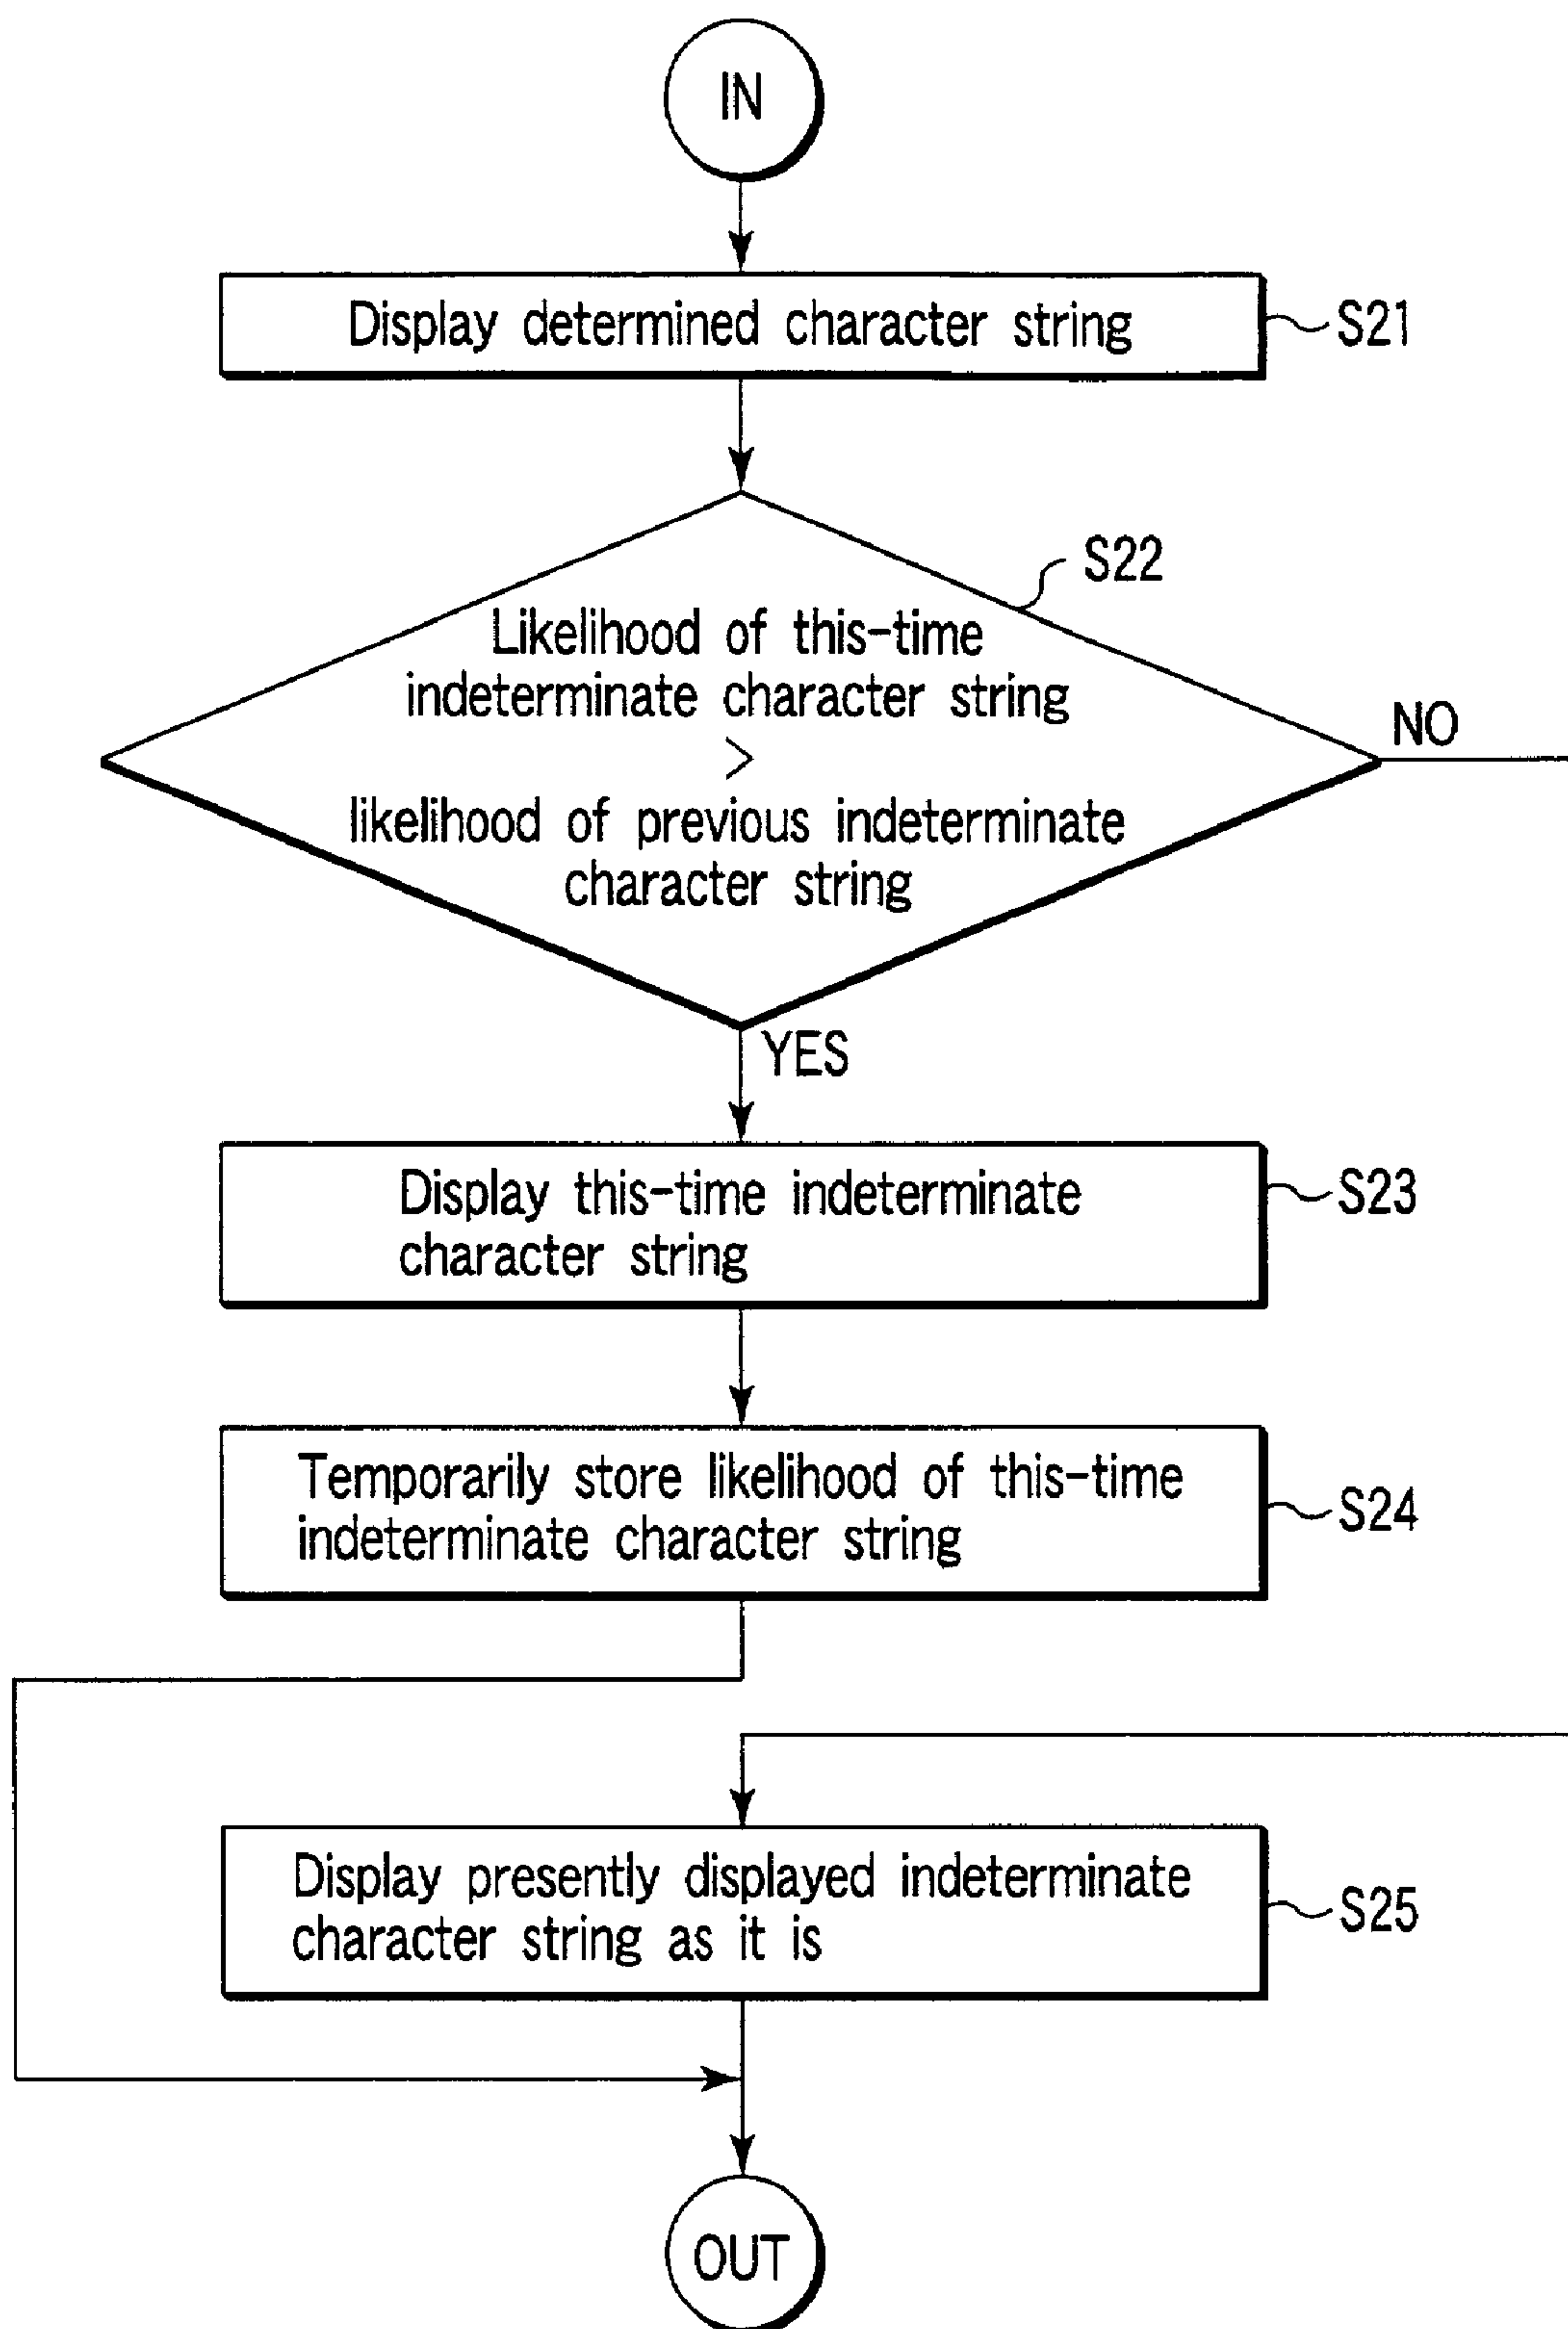 IN
Display determined character string
S21
S22
Likelihood of this-time
indeterminate character string
>
likelihood of previous indeterminate
character string
NO
YES
Display this-time indeterminate
character string
S23
Temporarily store likelihood of this-time
indeterminate character string
S24
Display presently displayed indeterminate
character string as it is
S25
OUT